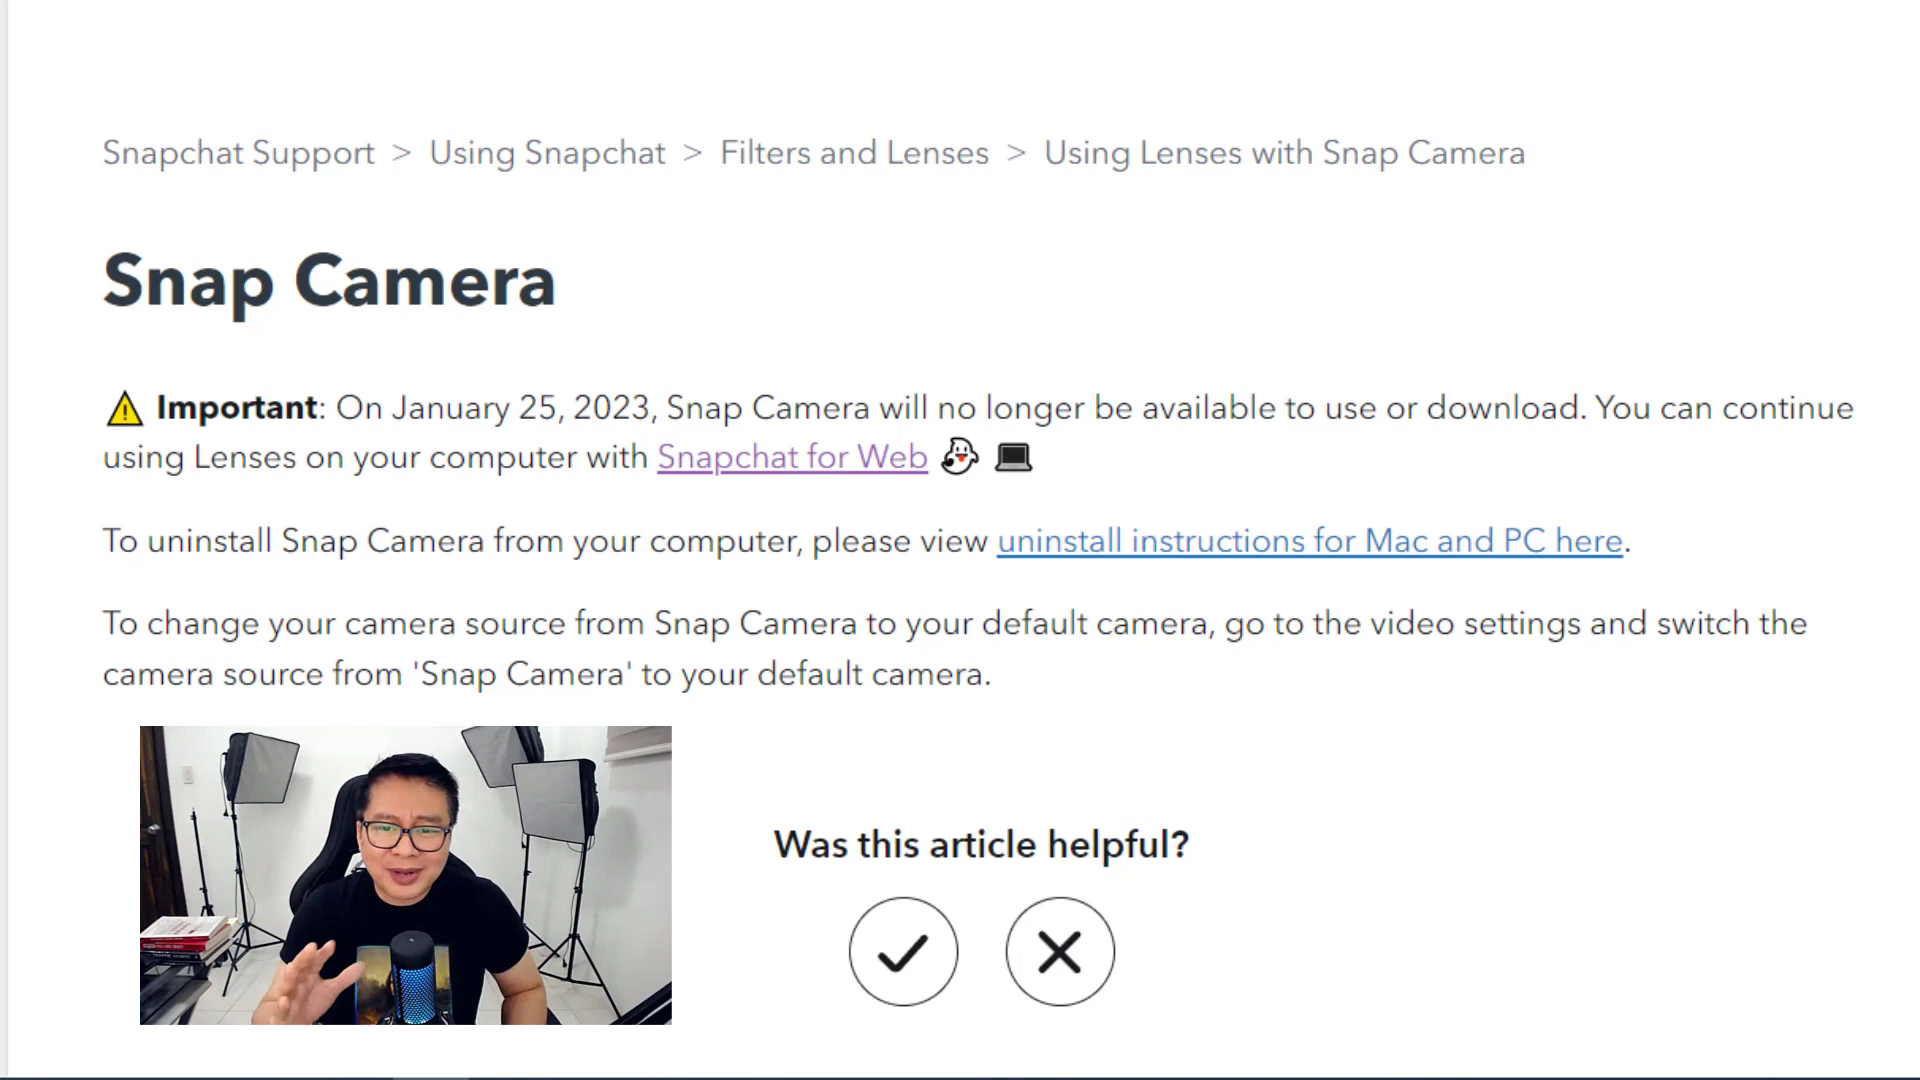 Snapchat Support > Using Snapchat > Filters and Lenses > Using Lenses with Snap Camera
Snap Camera
⚠️ Important: On January 25, 2023, Snap Camera will no longer be available to use or download. You can continue
using Lenses on your computer with Snapchat for Web 👻 💻
To uninstall Snap Camera from your computer, please view uninstall instructions for Mac and PC here.
To change your camera source from Snap Camera to your default camera, go to the video settings and switch the
camera source from 'Snap Camera' to your default camera.
Was this article helpful?